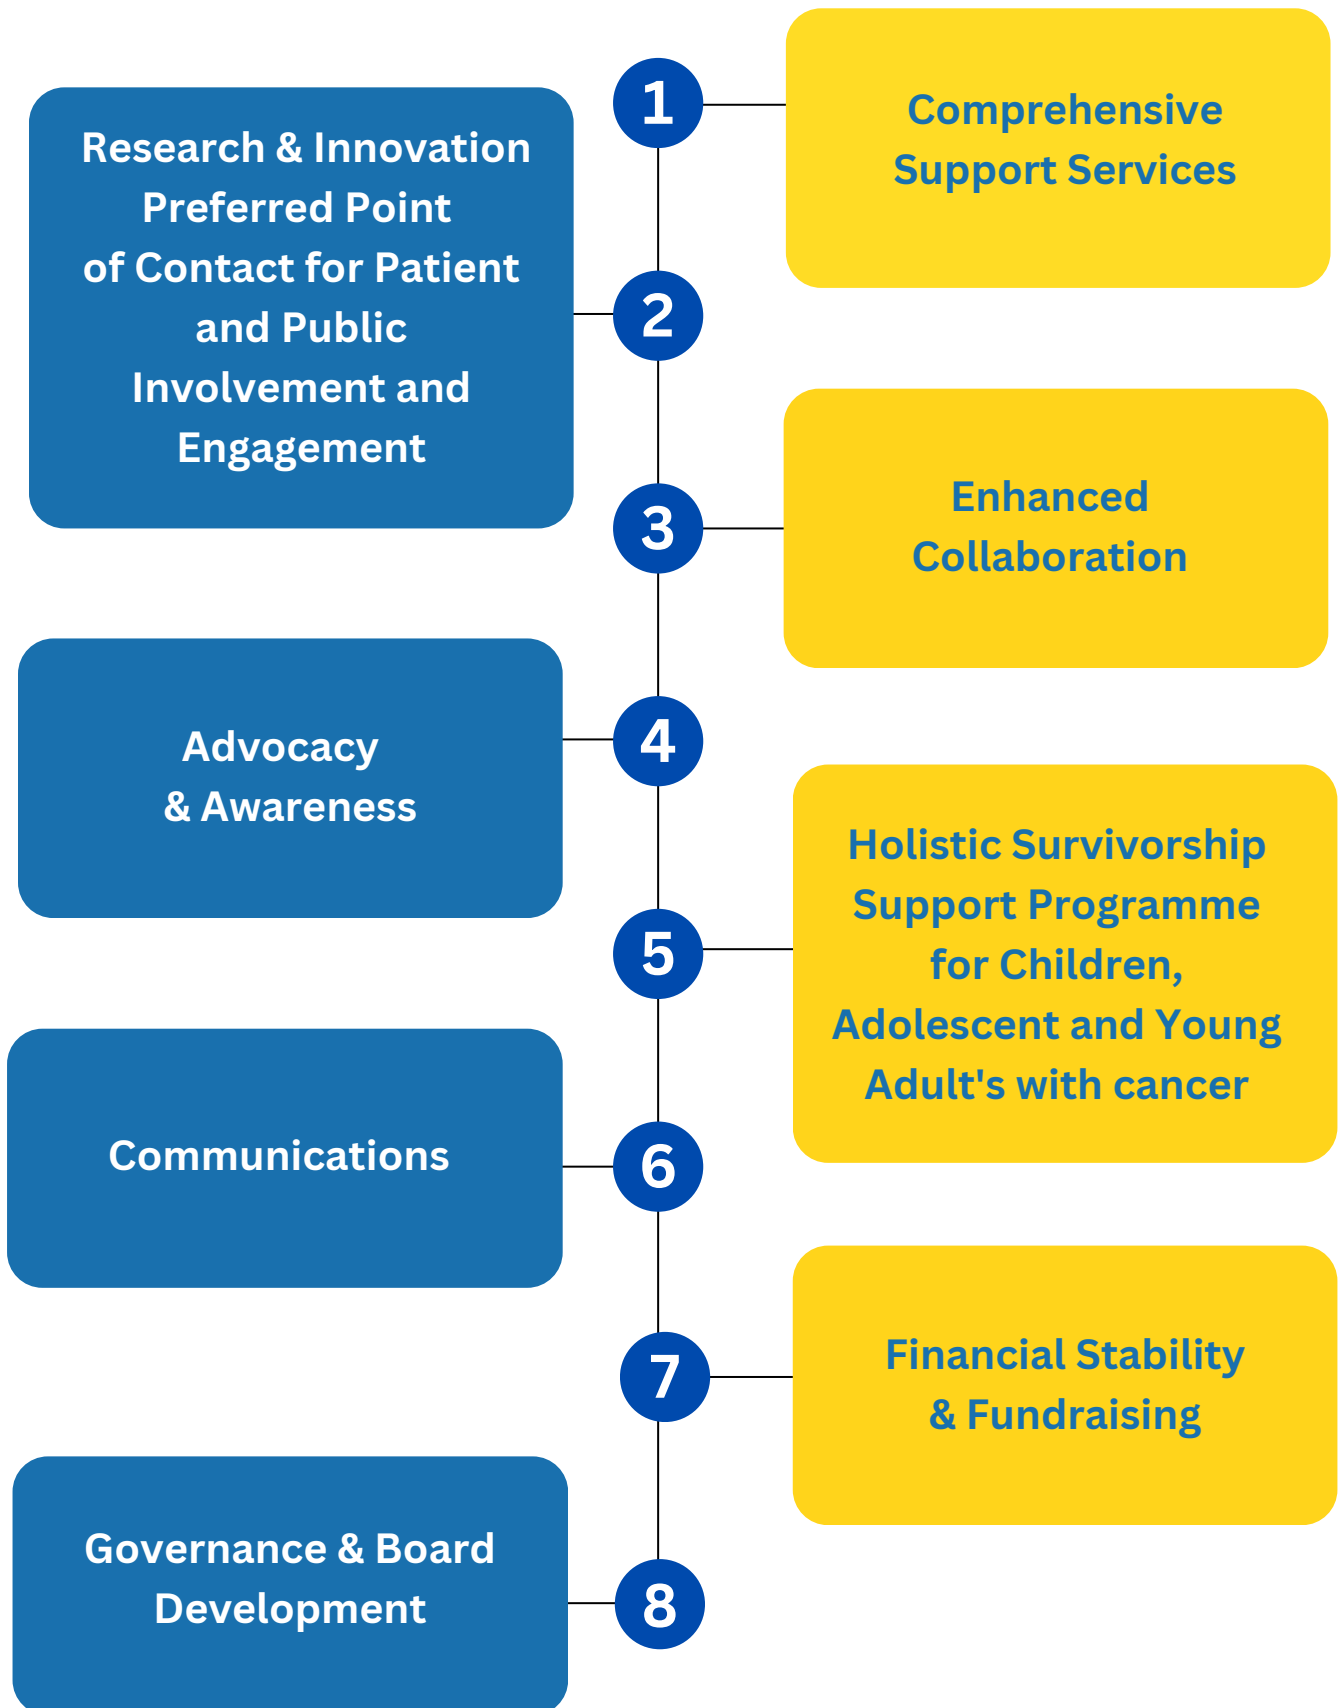 1
Comprehensive
Support Services
2
Research & Innovation
Preferred Point
of Contact for Patient
and Public
Involvement and
Engagement
3
Enhanced
Collaboration
4
Advocacy
& Awareness
5
Holistic Survivorship
Support Programme
for Children,
Adolescent and Young
Adult's with cancer
6
Communications
7
Financial Stability
& Fundraising
8
Governance & Board
Development